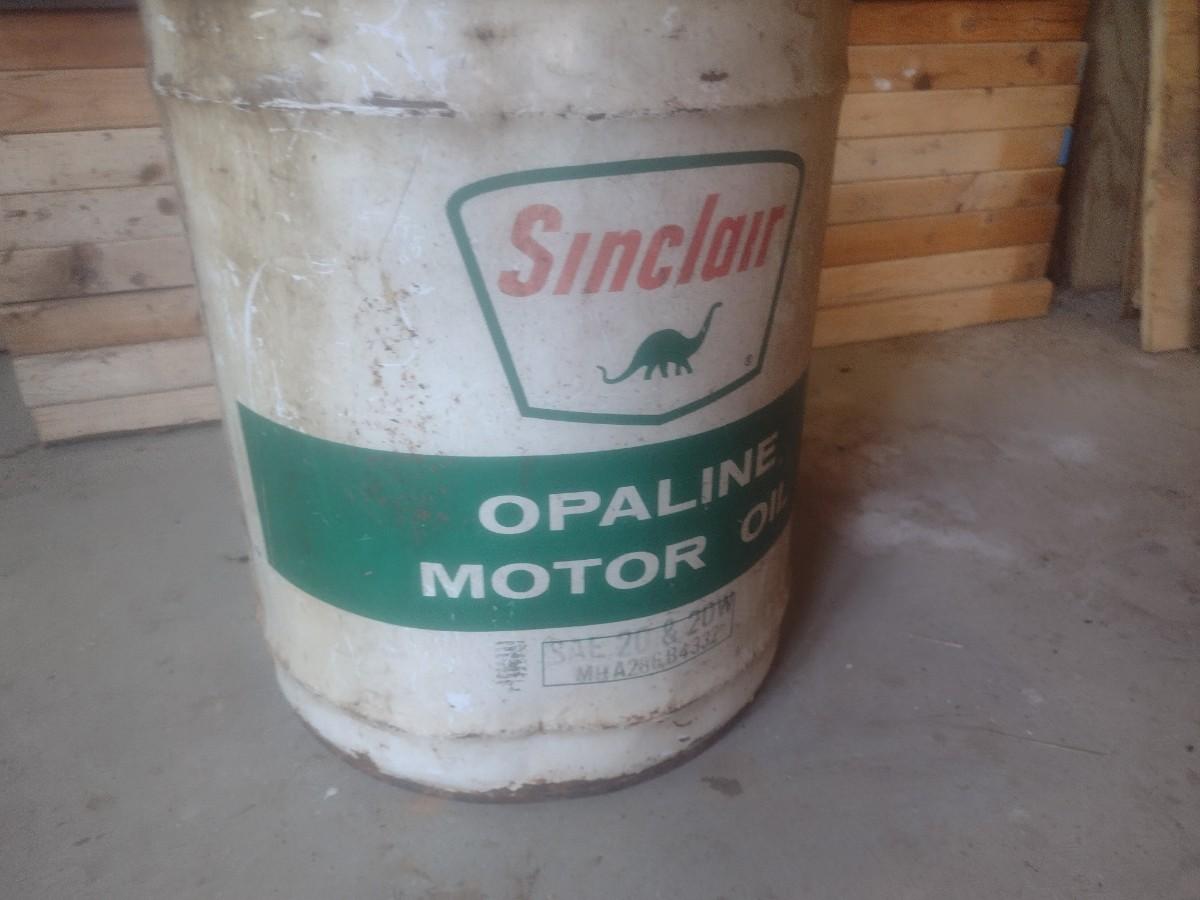 Sinclair
®
OPALINE
MOTOR OIL
SAE 20 & 20W